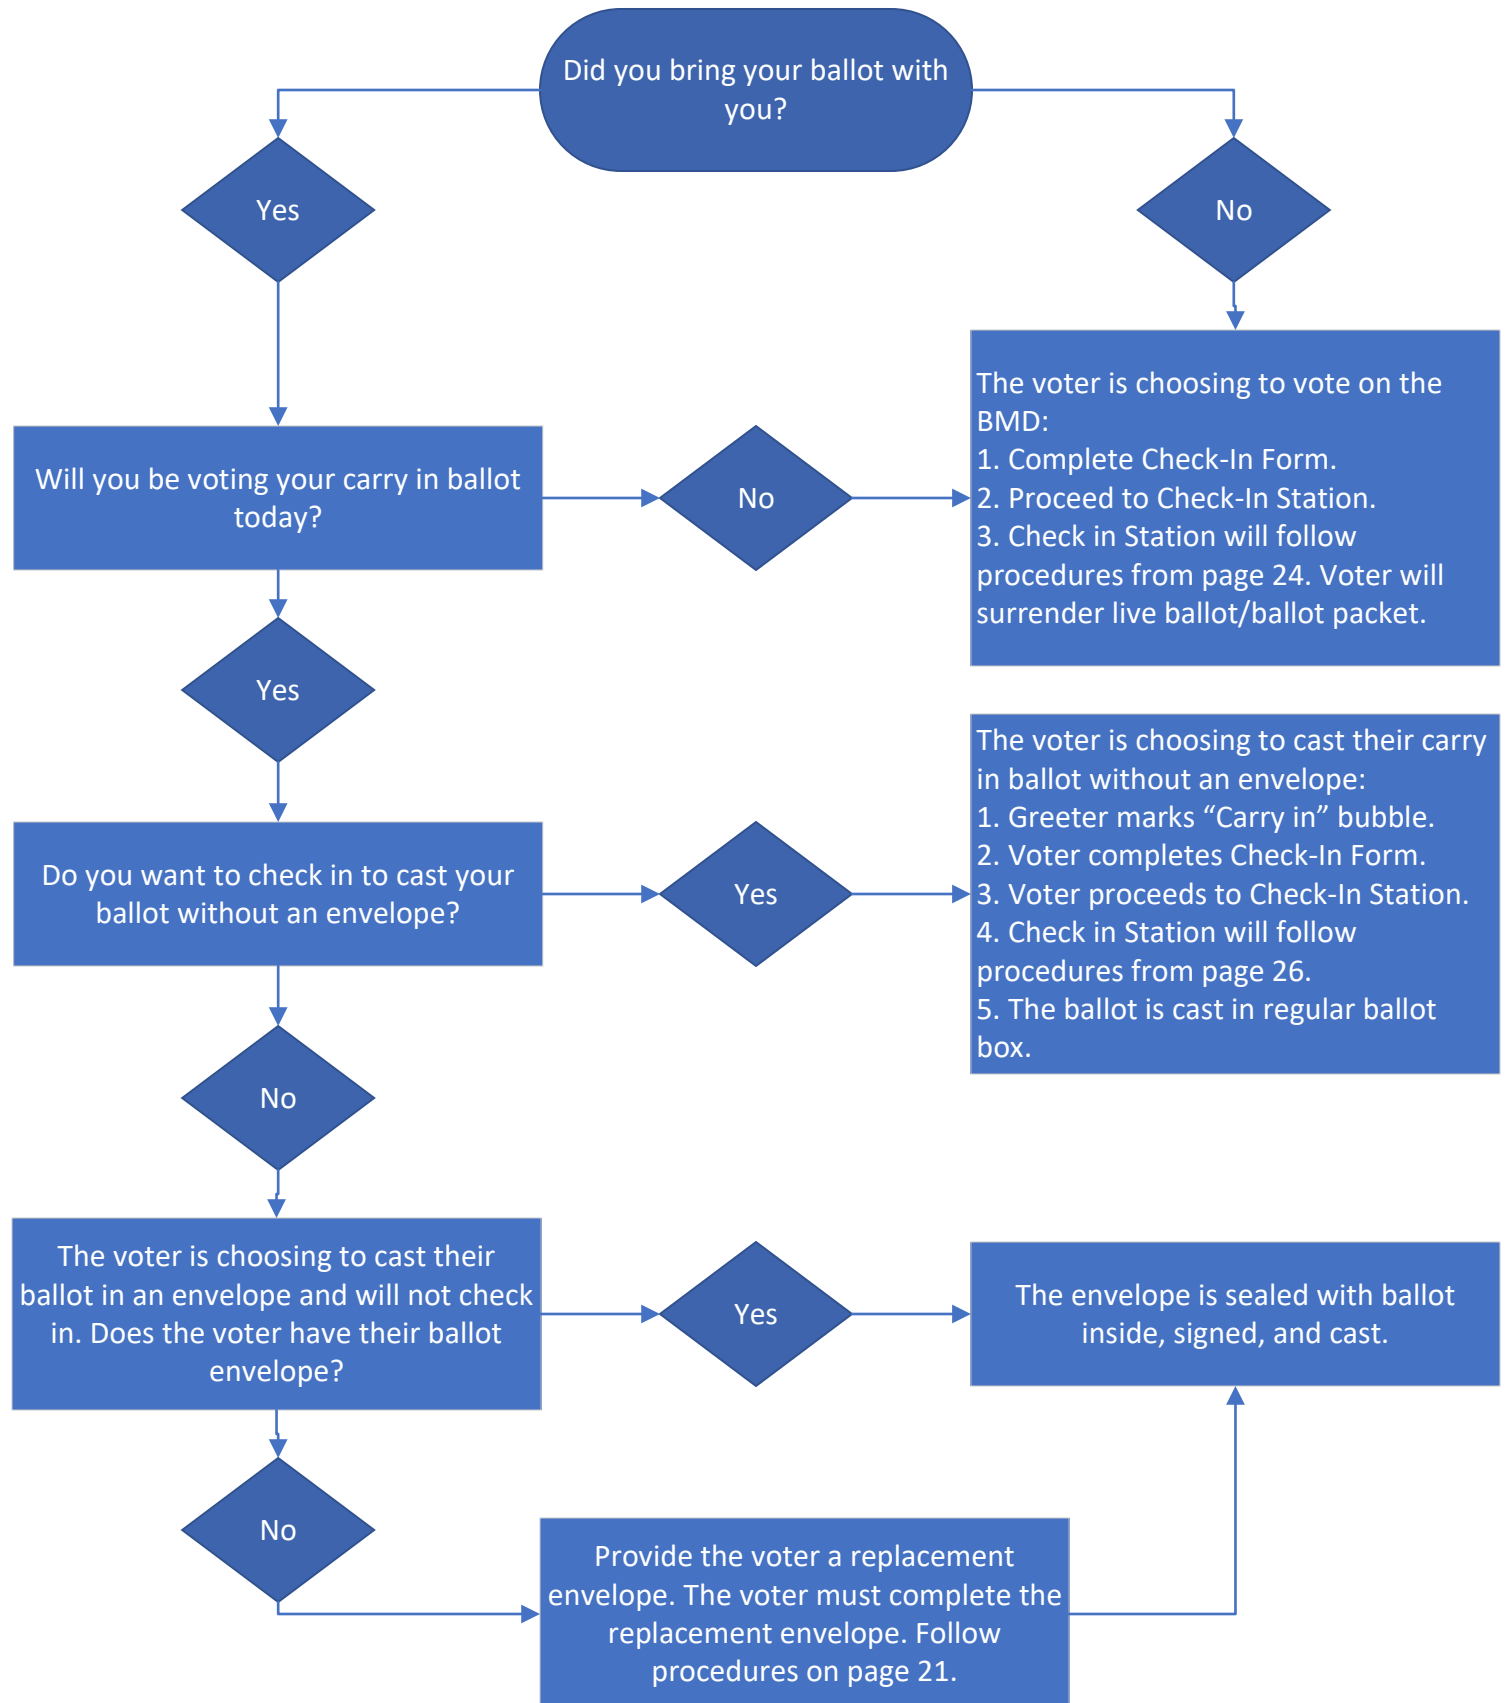 Did you bring your ballot with
you?
Yes
No
The voter is choosing to vote on the
BMD:
1. Complete Check-In Form.
2. Proceed to Check-In Station.
3. Check in Station will follow
procedures from page 24. Voter will
surrender live ballot/ballot packet.
Will you be voting your carry in ballot
today?
No
Yes
The voter is choosing to cast their carry
in ballot without an envelope:
1. Greeter marks “Carry in” bubble.
2. Voter completes Check-In Form.
3. Voter proceeds to Check-In Station.
4. Check in Station will follow
procedures from page 26.
5. The ballot is cast in regular ballot
box.
Do you want to check in to cast your
ballot without an envelope?
Yes
No
The voter is choosing to cast their
ballot in an envelope and will not check
in. Does the voter have their ballot
envelope?
Yes
The envelope is sealed with ballot
inside, signed, and cast.
No
Provide the voter a replacement
envelope. The voter must complete the
replacement envelope. Follow
procedures on page 21.